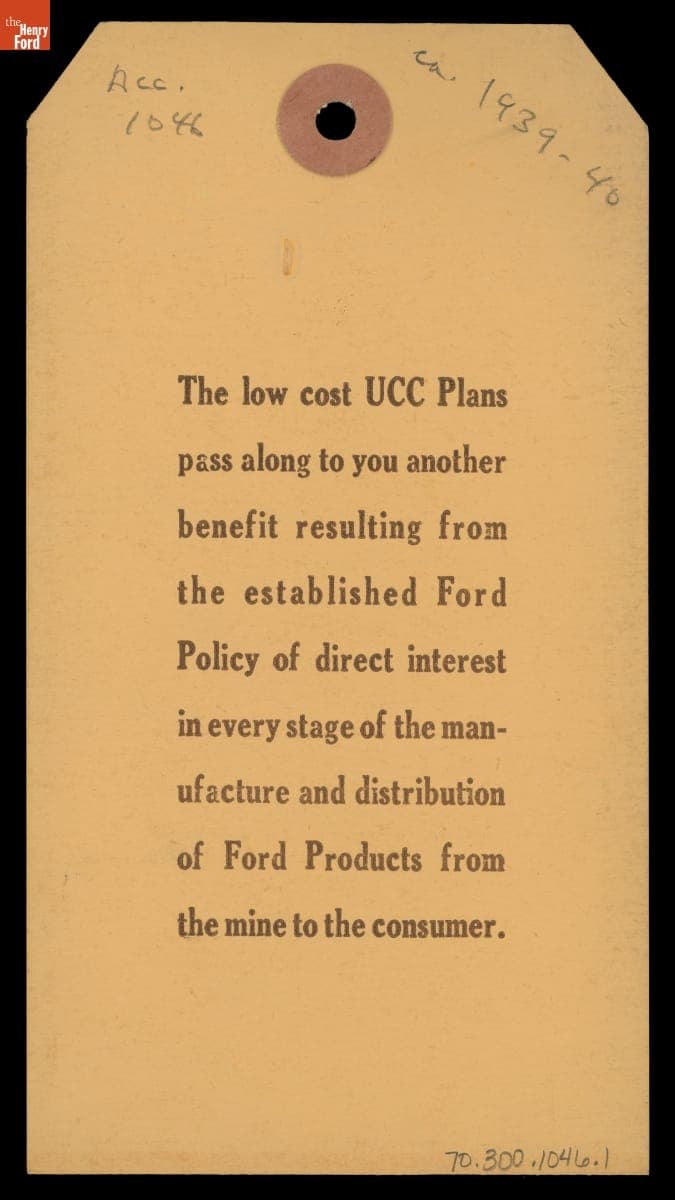 the
Henry
Ford
Acc.
1046
ca. 1939-40
The low cost UCC Plans
pass along to you another
benefit resulting from
the established Ford
Policy of direct interest
in every stage of the man-
ufacture and distribution
of Ford Products from
the mine to the consumer.
70.300.1046.1